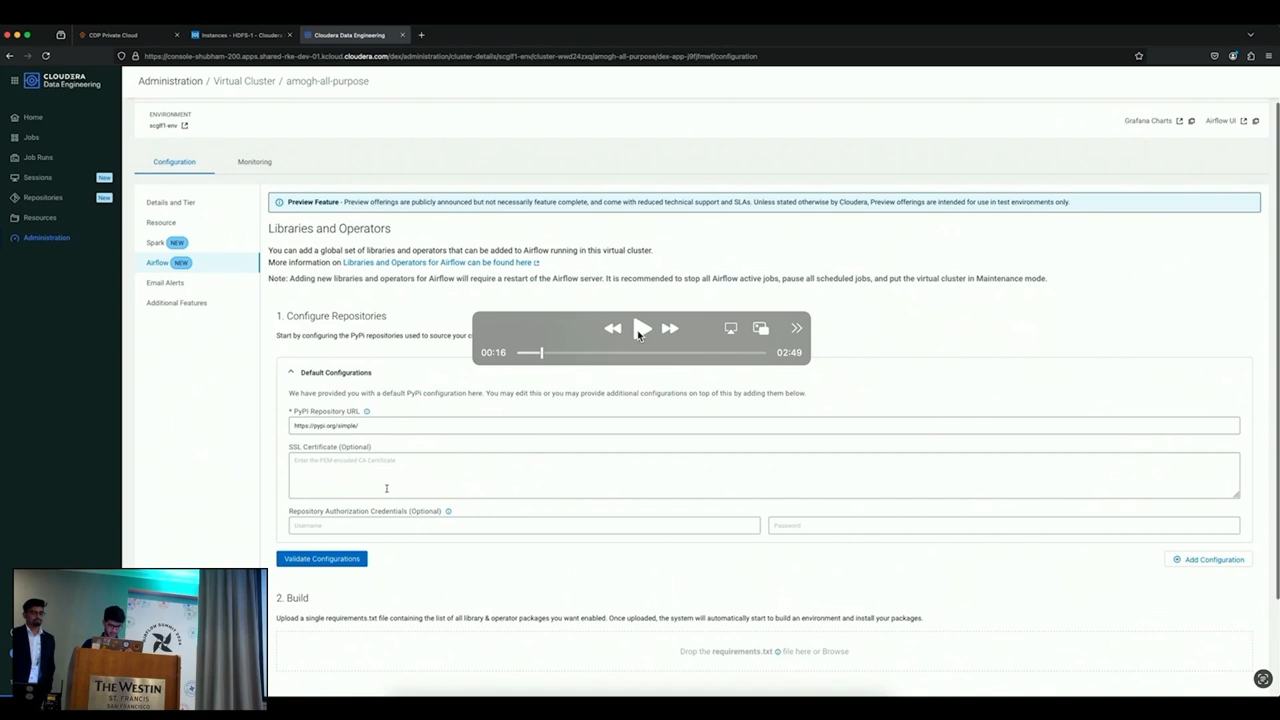 CDP Private Cloud
Instances - HDFS-1 - Cloudera
Cloudera Data Engineering
https://console-shubham-200.apps.shared-rke-dev-01.kcloud.cloudera.com/dex/administration/cluster-details/scglf1-env/cluster-wwd24zxq/amogh-all-purpose/dex-app-j9fjfmwf/configuration
CLOUDERA
Data Engineering
Home
Jobs
Job Runs
Sessions New
Repositories New
Resources
Administration
Administration / Virtual Cluster / amogh-all-purpose
ENVIRONMENT
scglf1-env
Grafana Charts
Airflow UI
Configuration
Monitoring
Details and Tier
Resource
Spark NEW
Airflow NEW
Email Alerts
Additional Features
Preview Feature - Preview offerings are publicly announced but not necessarily feature complete, and come with reduced technical support and SLAs. Unless stated otherwise by Cloudera, Preview offerings are intended for use in test environments only.
Libraries and Operators
You can add a global set of libraries and operators that can be added to Airflow running in this virtual cluster.
More information on Libraries and Operators for Airflow can be found here
Note: Adding new libraries and operators for Airflow will require a restart of the Airflow server. It is recommended to stop all Airflow active jobs, pause all scheduled jobs, and put the virtual cluster in Maintenance mode.
1. Configure Repositories
Start by configuring the PyPi repositories used to source your
00:16
02:49
Default Configurations
We have provided you with a default PyPi configuration here. You may edit this or you may provide additional configurations on top of this by adding them below.
* PyPi Repository URL
https://pypi.org/simple/
SSL Certificate (Optional)
Enter the PEM encoded CA Certificate
Repository Authorization Credentials (Optional)
Username
Password
Validate Configurations
Add Configuration
2. Build
Upload a single requirements.txt file containing the list of all library & operator packages you want enabled. Once uploaded, the system will automatically start to build an environment and install your packages.
Drop the requirements.txt file here or Browse
AIRFLOW SUMMIT 2024
THE WESTIN
ST. FRANCIS
SAN FRANCISCO